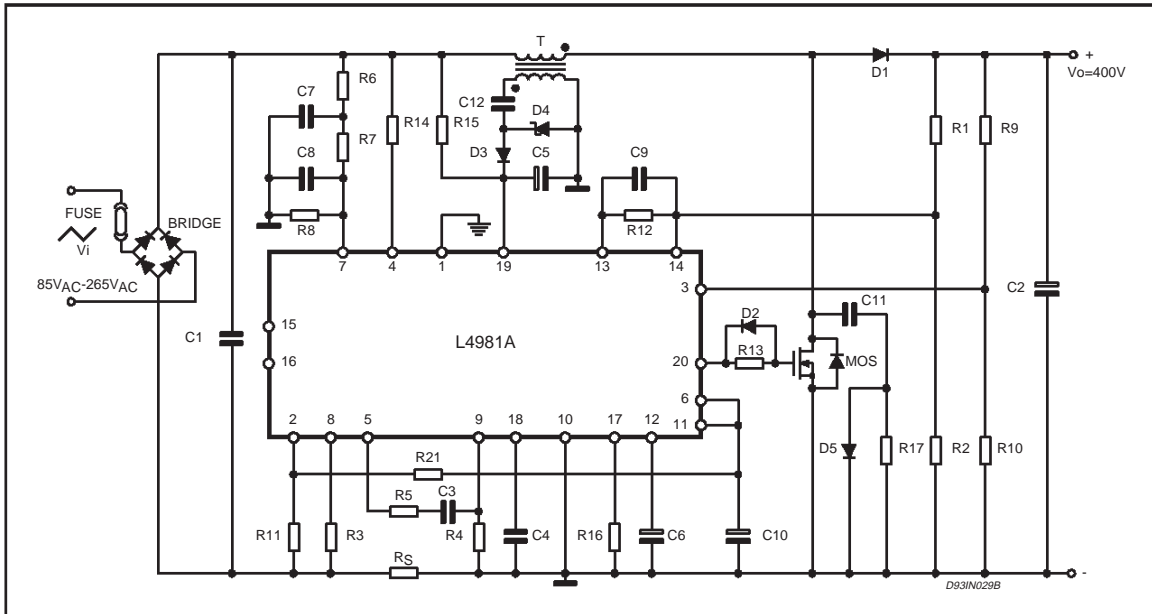 T
+
Vo=400V
D1
R6
C7
C12
D4
R14
R15
R1
R9
C8
R7
D3
C5
C9
FUSE
BRIDGE
Vi
R8
R12
7
4
1
19
13
14
85VAC-265VAC
3
C2
C11
D2
15
C1
L4981A
R13
MOS
20
16
6
2
8
5
9
18
10
17
12
11
D5
R17
R2
R10
R21
R5
C3
R11
R3
R4
C4
R16
C6
C10
RS
-
D93IN029B